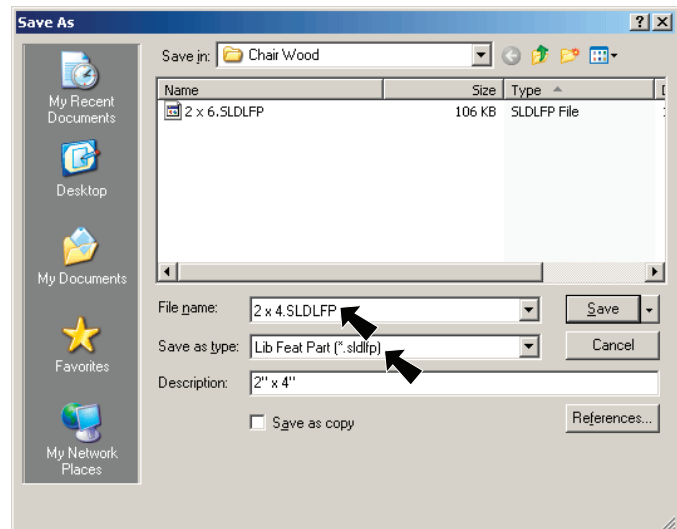 Save As
Save in: Chair Wood
My Recent
Documents
Desktop
My Documents
Favorites
My Network
Places
Name Size Type
2 x 6.SLDLFP 106 KB SLDLFP File
File name: 2 x 4.SLDLFP Save
Save as type: Lib Feat Part (*.sldlfp) Cancel
Description: 2" x 4"
Save as copy References...